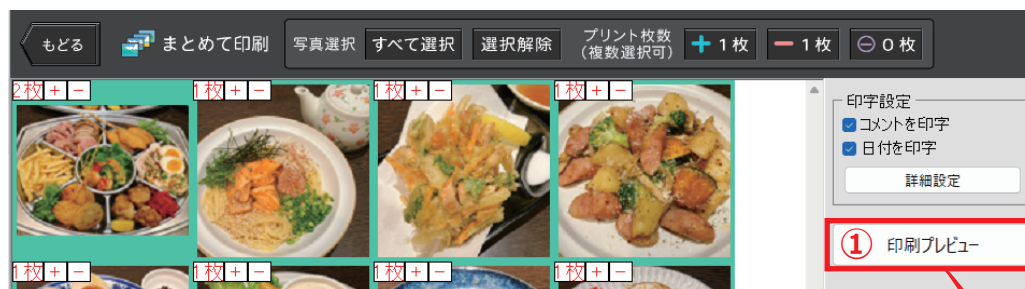 もどる
まとめて印刷
写真選択
すべて選択
選択解除
プリント枚数
(複数選択可)
+ 1 枚
− 1 枚
⊖ 0 枚
2枚 + −
1枚 + −
1枚 + −
1枚 + −
印字設定
コメントを印字
日付を印字
詳細設定
① 印刷プレビュー
1枚 + −
1枚 + −
1枚 + −
1枚 + −